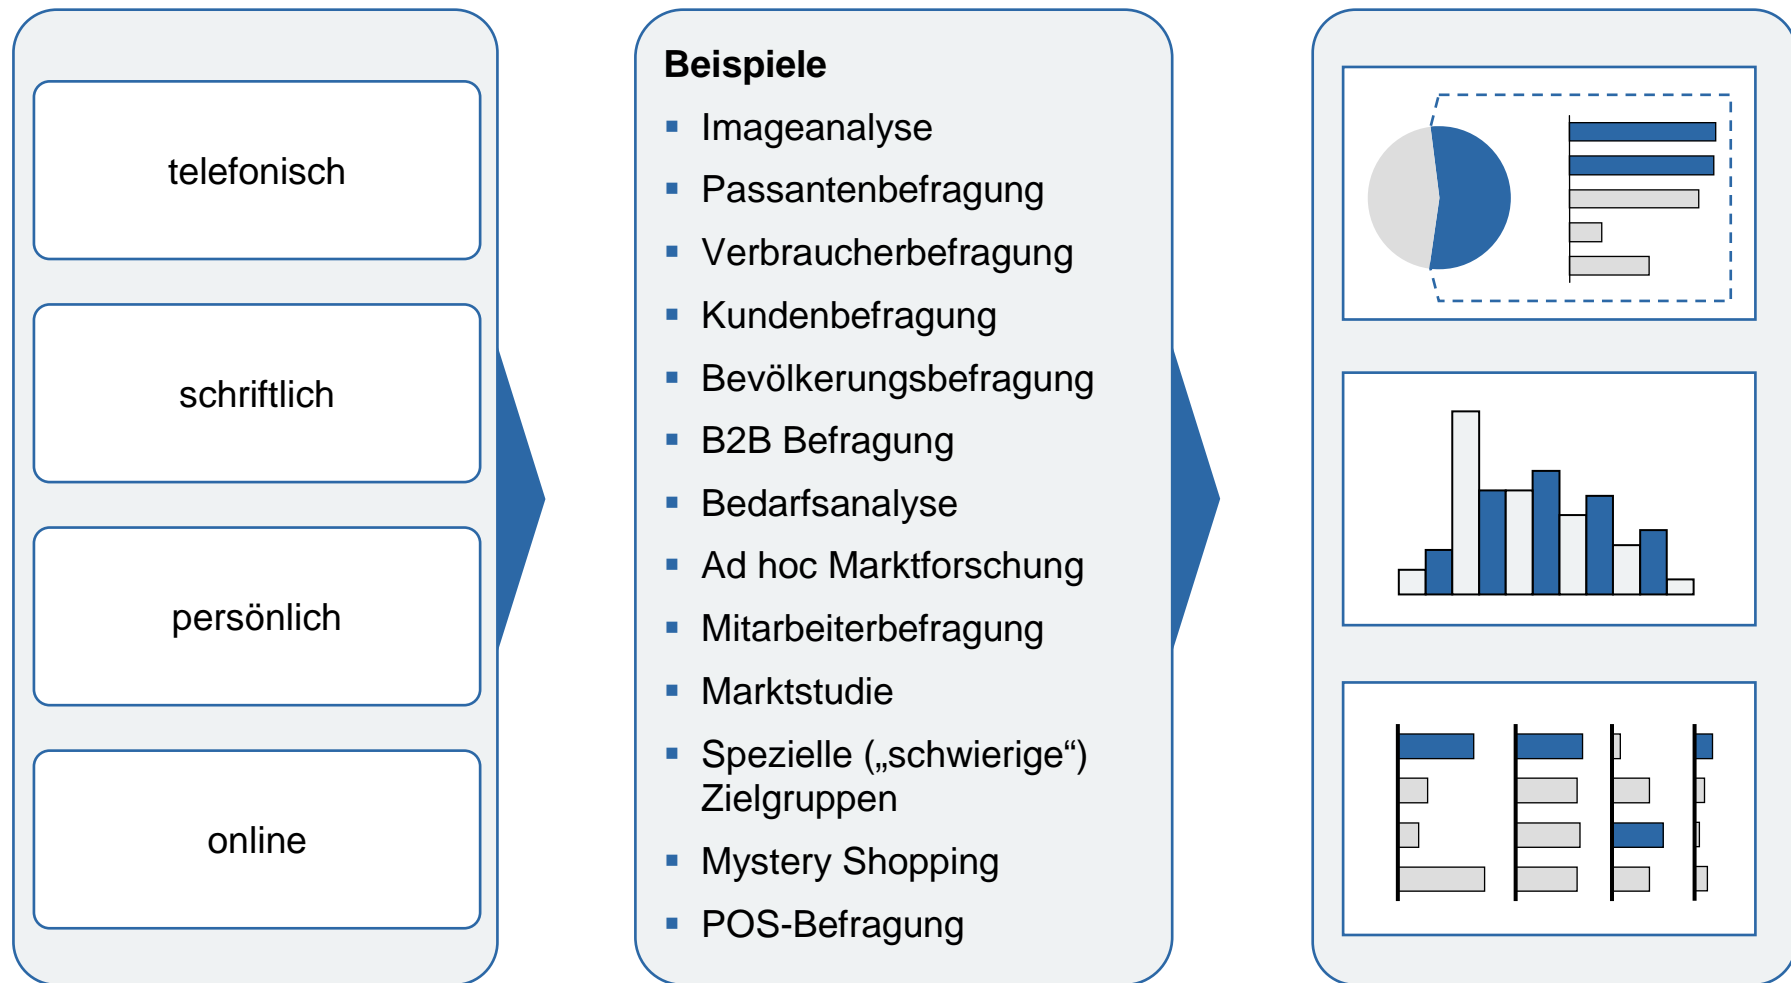 telefonisch
schriftlich
persönlich
online
Beispiele
Imageanalyse
Passantenbefragung
Verbraucherbefragung
Kundenbefragung
Bevölkerungsbefragung
B2B Befragung
Bedarfsanalyse
Ad hoc Marktforschung
Mitarbeiterbefragung
Marktstudie
Spezielle („schwierige“)
Zielgruppen
Mystery Shopping
POS-Befragung